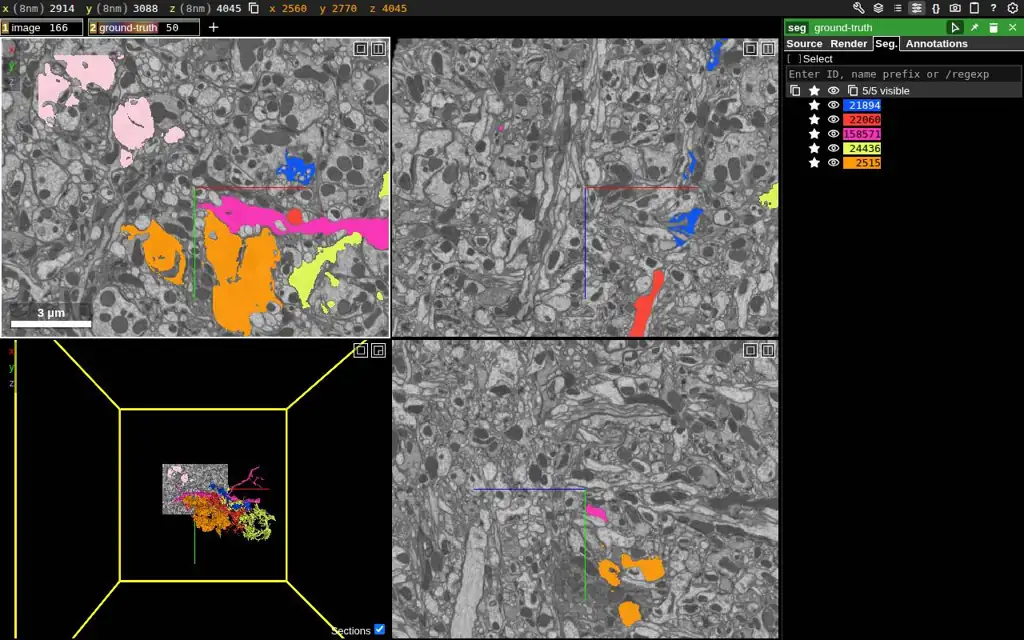 x (8nm) 2914 y (8nm) 3088 z (8nm) 4045 x 2560 y 2770 z 4045
1 image 166 2 ground-truth 50 +
seg ground-truth
Source Render Seg. Annotations
[ ]Select
Enter ID, name prefix or /regexp
5/5 visible
21894
22060
158571
24436
2515
x
y
z
3 µm
x
y
z
Sections